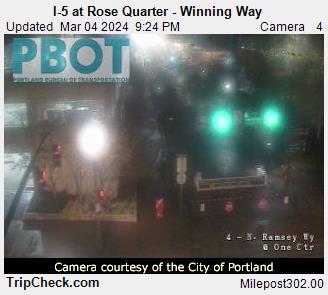 I-5 at Rose Quarter - Winning Way
Updated Mar 04 2024 9:24 PM Camera 4
PBOT
PORTLAND BUREAU OF TRANSPORTATION
4 - N. Ramsey Wy
@ One Ctr
Camera courtesy of the City of Portland
TripCheck.com Milepost302.00